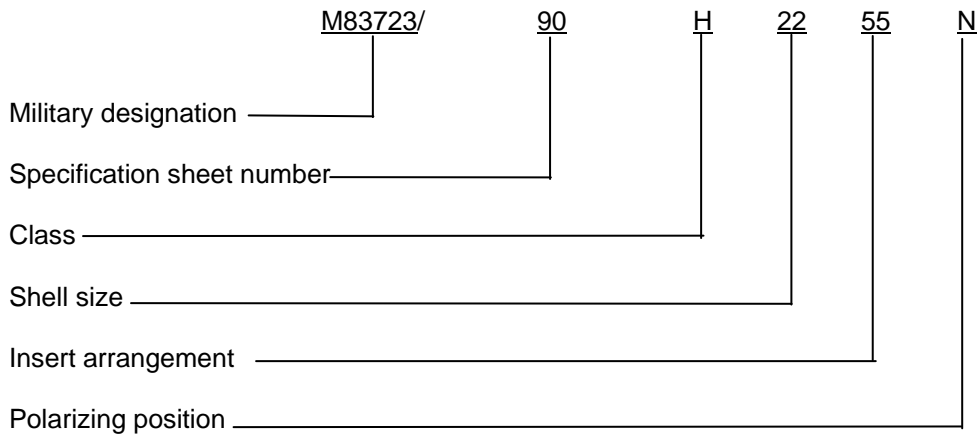 M83723/ 90 H 22 55 N
Military designation
Specification sheet number
Class
Shell size
Insert arrangement
Polarizing position